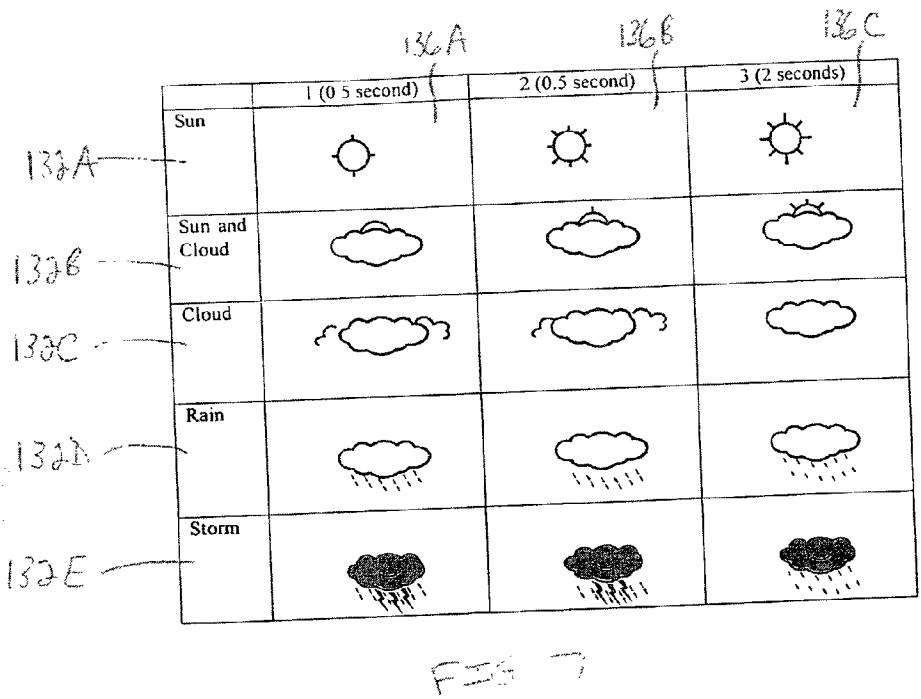 136A 136B 136C
1 (0 5 second) 2 (0.5 second) 3 (2 seconds)
Sun
132A
Sun and
Cloud
132B
Cloud
132C
Rain
132D
Storm
132E
FIG 7